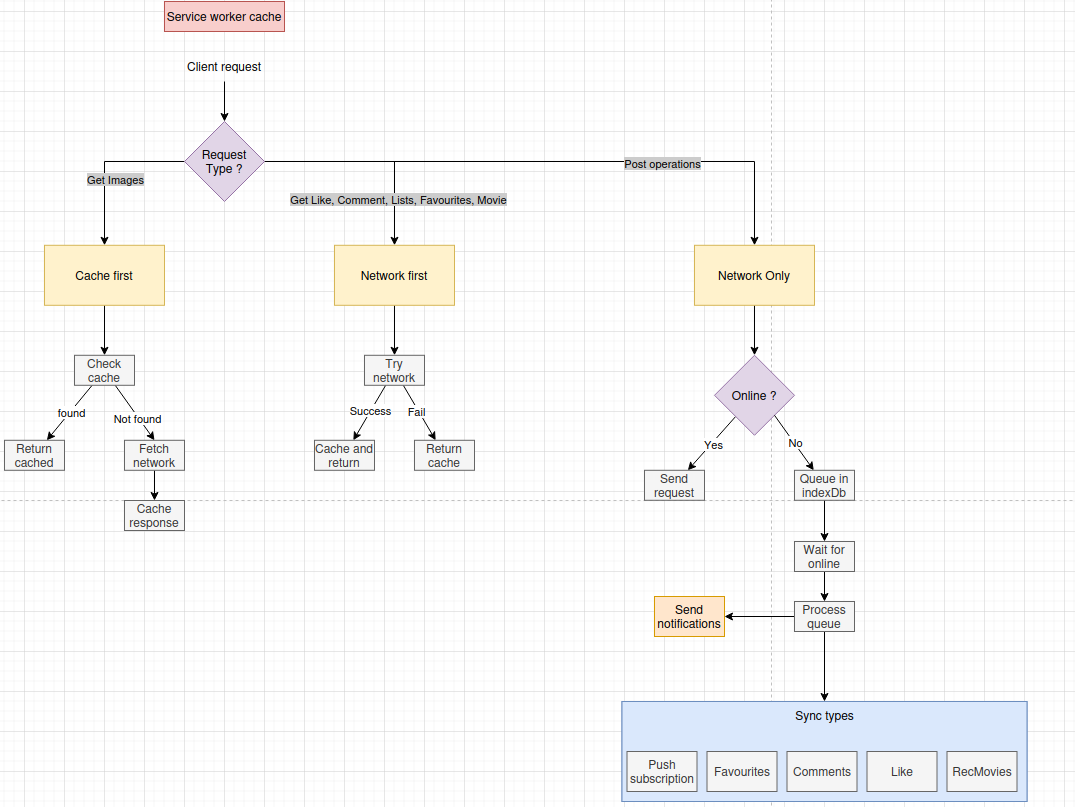 Service worker cache
Client request
Request
Type ?
Get Images
Get Like, Comment, Lists, Favourites, Movie
Post operations
Cache first
Network first
Network Only
Check
cache
found
Not found
Return
cached
Fetch
network
Cache
response
Try
network
Success
Fail
Cache and
return
Return
cache
Online ?
Yes
No
Send
request
Queue in
indexDb
Wait for
online
Process
queue
Send
notifications
Sync types
Push
subscription
Favourites
Comments
Like
RecMovies